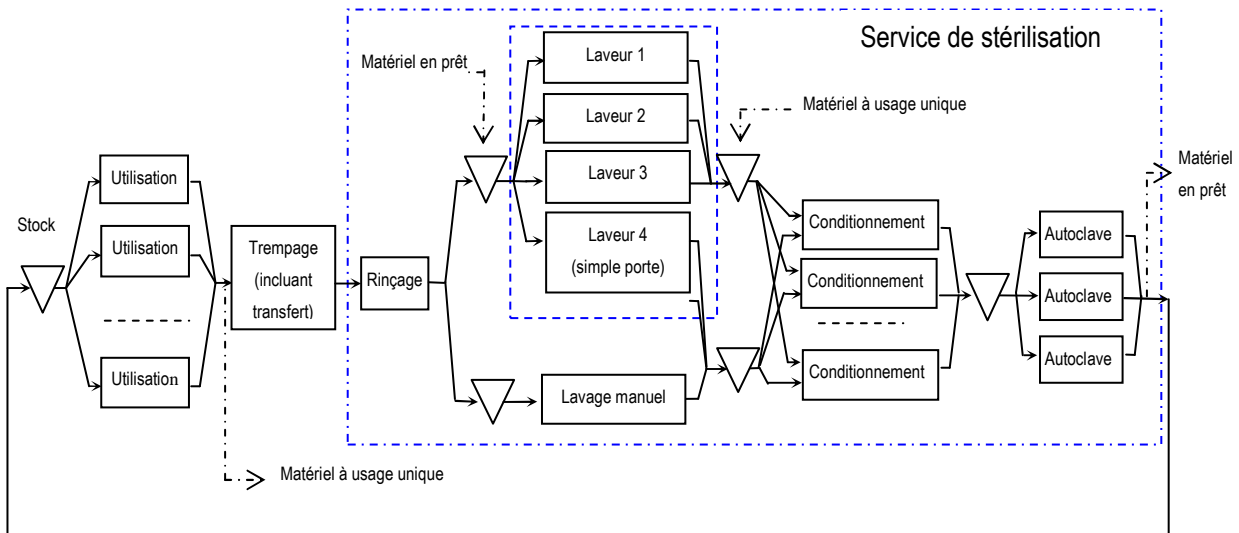 Service de stérilisation
Matériel en prêt
Laveur 1
Laveur 2
Laveur 3
Laveur 4
(simple porte)
Matériel à usage unique
Matériel
en prêt
Stock
Utilisation
Utilisation
Utilisation
Trempage
(incluant
transfert)
Rinçage
Lavage manuel
Conditionnement
Conditionnement
Conditionnement
Autoclave
Autoclave
Autoclave
Matériel à usage unique